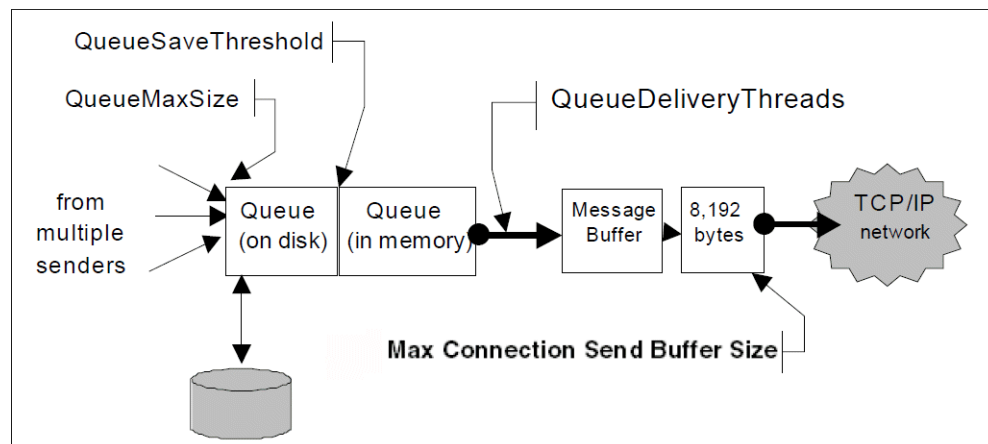 QueueSaveThreshold
QueueMaxSize
QueueDeliveryThreads
from
multiple
senders
Queue
(on disk)
Queue
(in memory)
Message
Buffer
8,192
bytes
TCP/IP
network
Max Connection Send Buffer Size